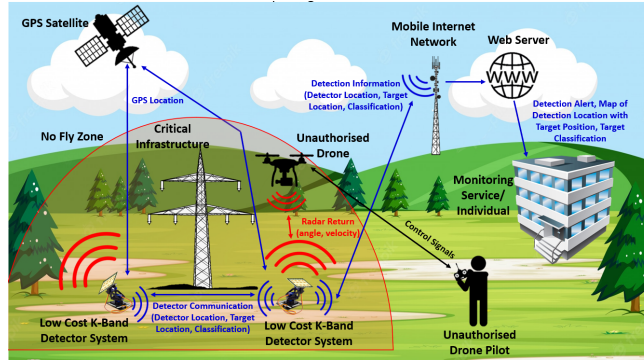 GPS Satellite
Mobile Internet
Network
Web Server
WWW
GPS Location
Detection Information
(Detector Location, Target
Location, Classification)
Detection Alert, Map of
Detection Location with
Target Position, Target
Classification
No Fly Zone
Critical
Infrastructure
Unauthorised
Drone
Monitoring
Service/
Individual
Radar Return
(angle, velocity)
Control Signals
Detector Communication
(Detector Location, Target
Location, Classification)
Low Cost K-Band
Detector System
Low Cost K-Band
Detector System
Unauthorised
Drone Pilot